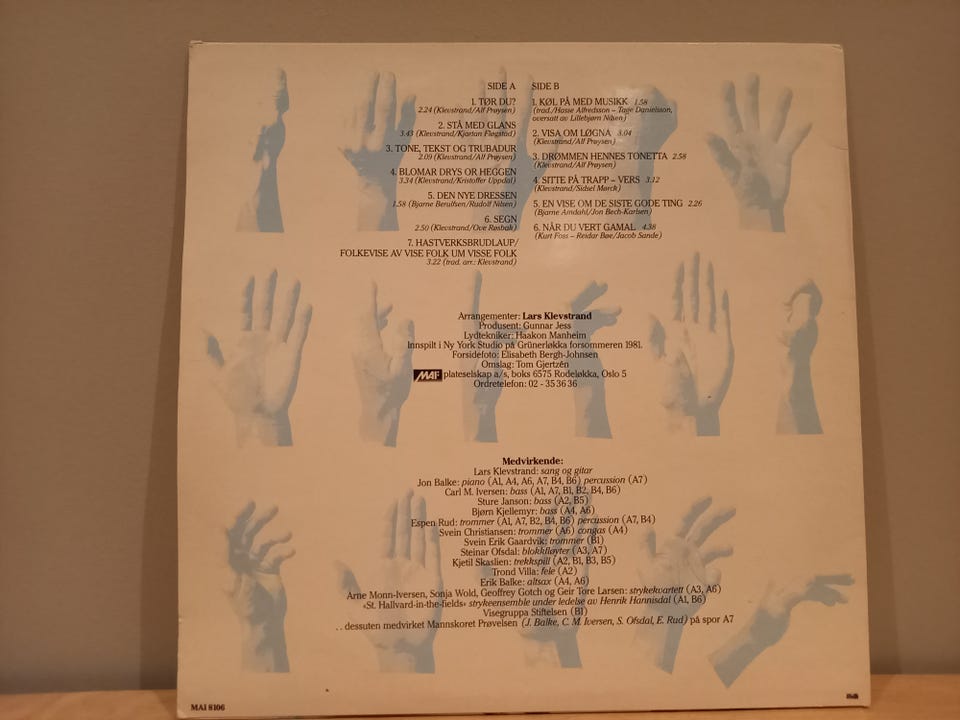 SIDE A
1. TØR DU?
2.24 (Klevstrand/Alf Prøysen)
2. STÅ MED GLANS
3.43 (Klevstrand/Kjartan Fløgstad)
3. TONE, TEKST OG TRUBADUR
2.09 (Klevstrand/Alf Prøysen)
4. BLOMAR DRYS OR HEGGEN
3.34 (Klevstrand/Kristoffer Uppdal)
5. DEN NYE DRESSEN
1.58 (Bjarne Berulfsen/Rudolf Nilsen)
6. SEGN
2.50 (Klevstrand/Ove Røsbak)
7. HASTVERKSBRUDLAUP/
FOLKEVISE AV VISE FOLK UM VISSE FOLK
3.22 (trad. arr.: Klevstrand)
SIDE B
1. KØL PÅ MED MUSIKK 1.58
(trad./Hasse Alfredsson – Tage Danielsson,
oversatt av Lillebjørn Nilsen)
2. VISA OM LØGNA 3.04
(Klevstrand/Alf Prøysen)
3. DRØMMEN HENNES TONETTA 2.58
(Klevstrand/Alf Prøysen)
4. SITTE PÅ TRAPP – VERS 3.12
(Klevstrand/Sidsel Mørck)
5. EN VISE OM DE SISTE GODE TING 2.26
(Bjarne Amdahl/Jon Bech-Karlsen)
6. NÅR DU VERT GAMAL 4.38
(Kurt Foss – Reidar Bøe/Jacob Sande)
Arrangementer: Lars Klevstrand
Produsent: Gunnar Jess
Lydtekniker: Haakon Manheim
Innspilt i Ny York Studio på Grünerløkka forsommeren 1981.
Forsidefoto: Elisabeth Bergh-Johnsen
Omslag: Tom Gjertzén
MAI plateselskap a/s, boks 6575 Rodeløkka, Oslo 5
Ordretelefon: 02 - 35 36 36
Medvirkende:
Lars Klevstrand: sang og gitar
Jon Balke: piano (A1, A4, A6, A7, B4, B6) percussion (A7)
Carl M. Iversen: bass (A1, A7, B1, B2, B4, B6)
Sture Janson: bass (A2, B5)
Bjørn Kjellemyr: bass (A4, A6)
Espen Rud: trommer (A1, A7, B2, B4, B6) percussion (A7, B4)
Svein Christiansen: trommer (A6) congas (A4)
Svein Erik Gaardvik: trommer (B1)
Steinar Ofsdal: blokkfløyter (A3, A7)
Kjetil Skaslien: trekkspill (A2, B1, B3, B5)
Trond Villa: fele (A2)
Erik Balke: altsax (A4, A6)
Arne Monn-Iversen, Sonja Wold, Geoffrey Gotch og Geir Tore Larsen: strykekvartett (A3, A6)
«St. Hallvard-in-the-fields» strykeensemble under ledelse av Henrik Hannisdal (A1, B6)
Visegruppa Stiftelsen (B1)
. . dessuten medvirket Mannskoret Prøvelsen (J. Balke, C. M. Iversen, S. Ofsdal, E. Rud) på spor A7
MAI 8106